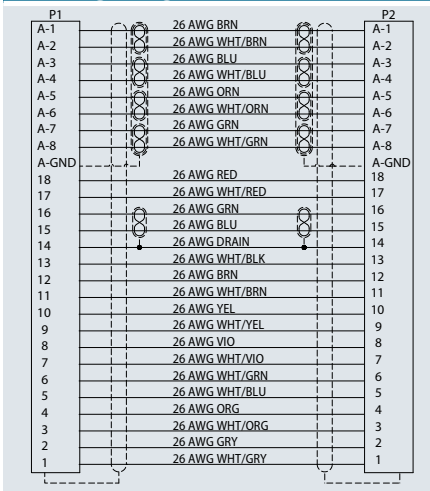 P1 P2
A-1 26 AWG BRN A-1
A-2 26 AWG WHT/BRN A-2
A-3 26 AWG BLU A-3
A-4 26 AWG WHT/BLU A-4
A-5 26 AWG ORN A-5
A-6 26 AWG WHT/ORN A-6
A-7 26 AWG GRN A-7
A-8 26 AWG WHT/GRN A-8
A-GND A-GND
18 26 AWG RED 18
17 26 AWG WHT/RED 17
16 26 AWG GRN 16
15 26 AWG BLU 15
14 26 AWG DRAIN 14
13 26 AWG WHT/BLK 13
12 26 AWG BRN 12
11 26 AWG WHT/BRN 11
10 26 AWG YEL 10
9 26 AWG WHT/YEL 9
8 26 AWG VIO 8
7 26 AWG WHT/VIO 7
6 26 AWG WHT/GRN 6
5 26 AWG WHT/BLU 5
4 26 AWG ORG 4
3 26 AWG WHT/ORG 3
2 26 AWG GRY 2
1 26 AWG WHT/GRY 1